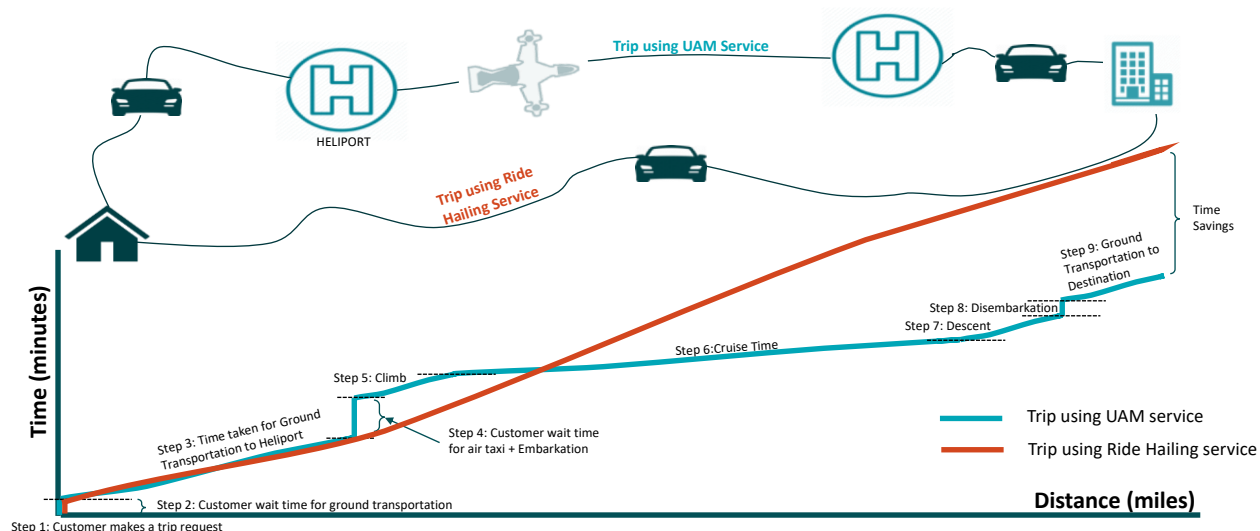 Trip using UAM Service
H
H
HELIPORT
Trip using Ride
Hailing Service
Time
Savings
Step 9: Ground
Transportation to
Destination
Step 8: Disembarkation
Step 7: Descent
Step 6:Cruise Time
Step 5: Climb
Time (minutes)
Step 3: Time taken for Ground
Transportation to Heliport
Step 4: Customer wait time
for air taxi + Embarkation
Trip using UAM service
Trip using Ride Hailing service
Step 2: Customer wait time for ground transportation
Distance (miles)
Step 1: Customer makes a trip request